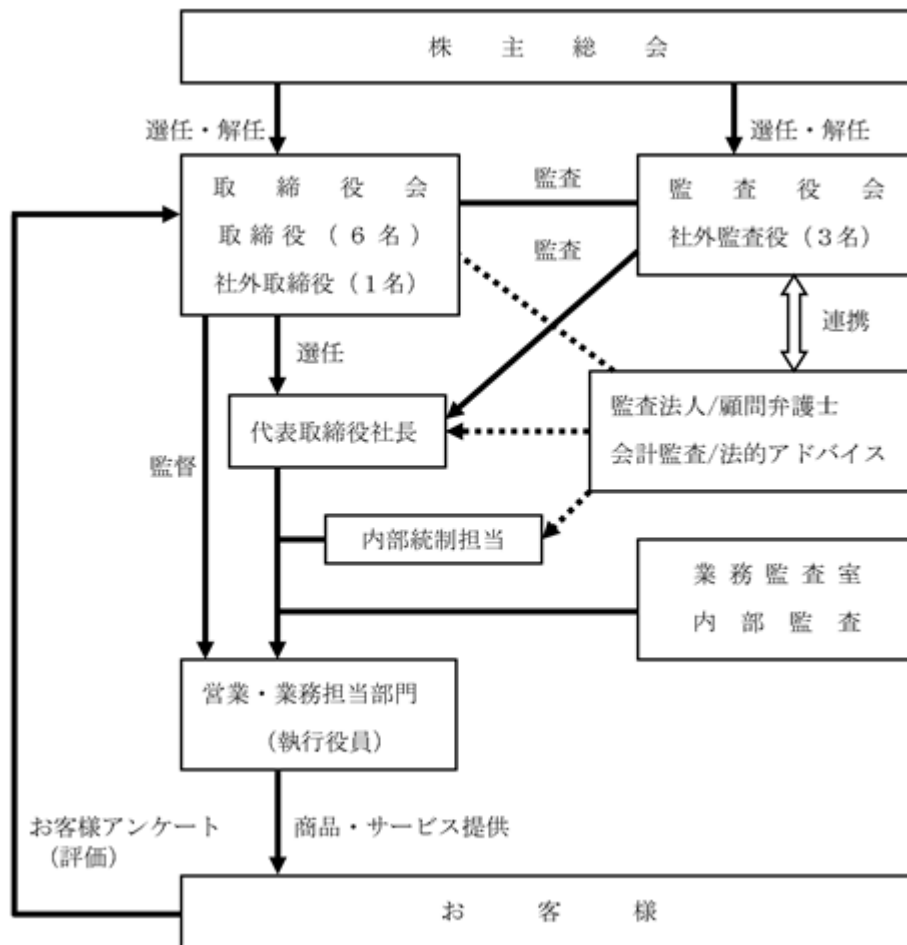 株主総会
選任・解任
選任・解任
取締役会
取締役(6名)
社外取締役(1名)
監査
監査
監査役会
社外監査役(3名)
連携
選任
監査法人/顧問弁護士
会計監査/法的アドバイス
代表取締役社長
監督
内部統制担当
業務監査室
内部監査
営業・業務担当部門
(執行役員)
お客様アンケート
(評価)
商品・サービス提供
お客様